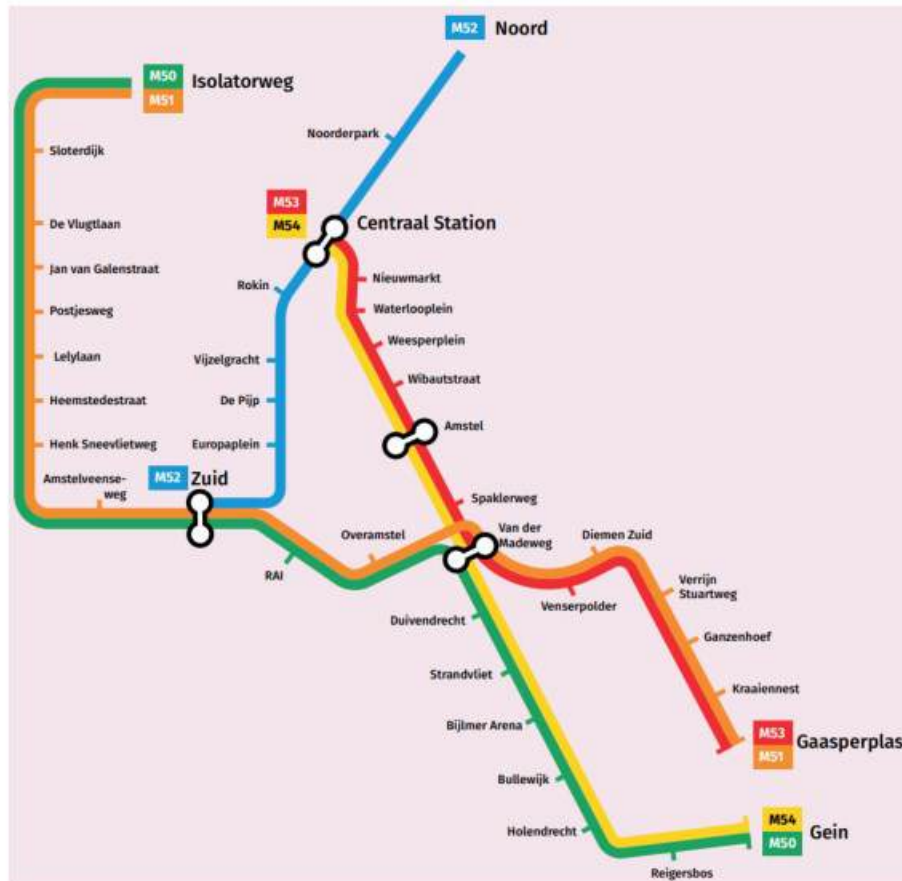 M52 Noord
M50 Isolatorweg
M51
Noorderpark
Sloterdijk
M53
M54
Centraal Station
De Vlugtlaan
Jan van Galenstraat
Nieuwmarkt
Rokin
Waterlooplein
Postjesweg
Weesperplein
Lelylaan
Vijzelgracht
Wibautstraat
Heemstedestraat
De Pijp
Amstel
Henk Sneevlietweg
Europaplein
Amstelveense-
weg
M52 Zuid
Spaklerweg
Overamstel
Van der
Madeweg
Diemen Zuid
RAI
Verrijn
Stuartweg
Venserpolder
Duivendrecht
Ganzenhoef
Strandvliet
Kraaiennest
Bijlmer Arena
M53 Gaasperplas
M51
Bullewijk
Holendrecht
M54 Gein
M50
Reigersbos